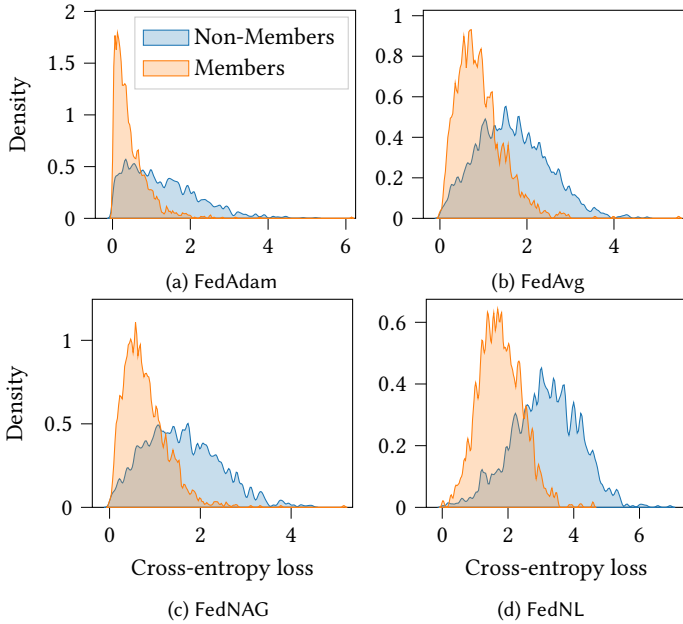 2
1.5
1
0.5
0
Density
Non-Members
Members
0 2 4 6
(a) FedAdam
1
0.8
0.6
0.4
0.2
0
0 2 4
(b) FedAvg
1
0.5
0
Density
0 2 4
Cross-entropy loss
(c) FedNAG
0.6
0.4
0.2
0
0 2 4 6
Cross-entropy loss
(d) FedNL